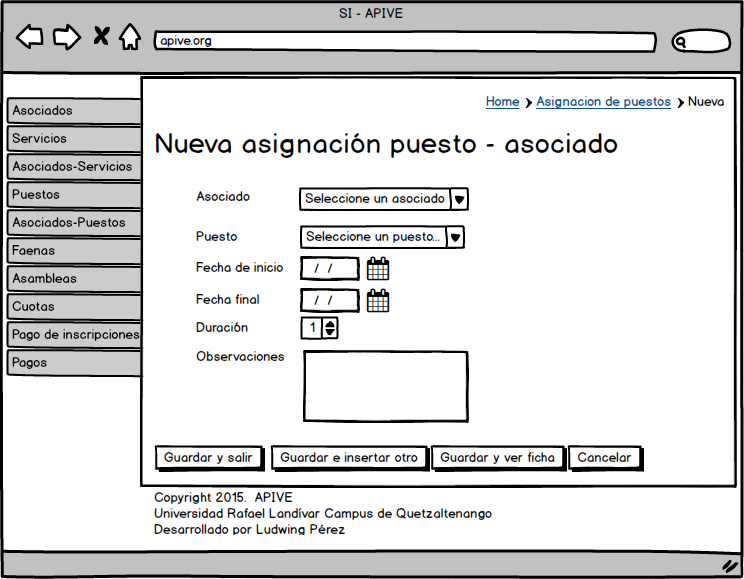 SI - APIVE
apive.org
Home Asignacion de puestos Nueva
Asociados
Servicios
Asociados-Servicios
Puestos
Asociados-Puestos
Faenas
Asambleas
Cuotas
Pago de inscripciones
Pagos
Nueva asignación puesto - asociado
Asociado Seleccione un asociado
Puesto Seleccione un puesto...
Fecha de inicio / /
Fecha final / /
Duración 1
Observaciones
Guardar y salir Guardar e insertar otro Guardar y ver ficha Cancelar
Copyright 2015. APIVE
Universidad Rafael Landívar Campus de Quetzaltenango
Desarrollado por Ludwing Pérez